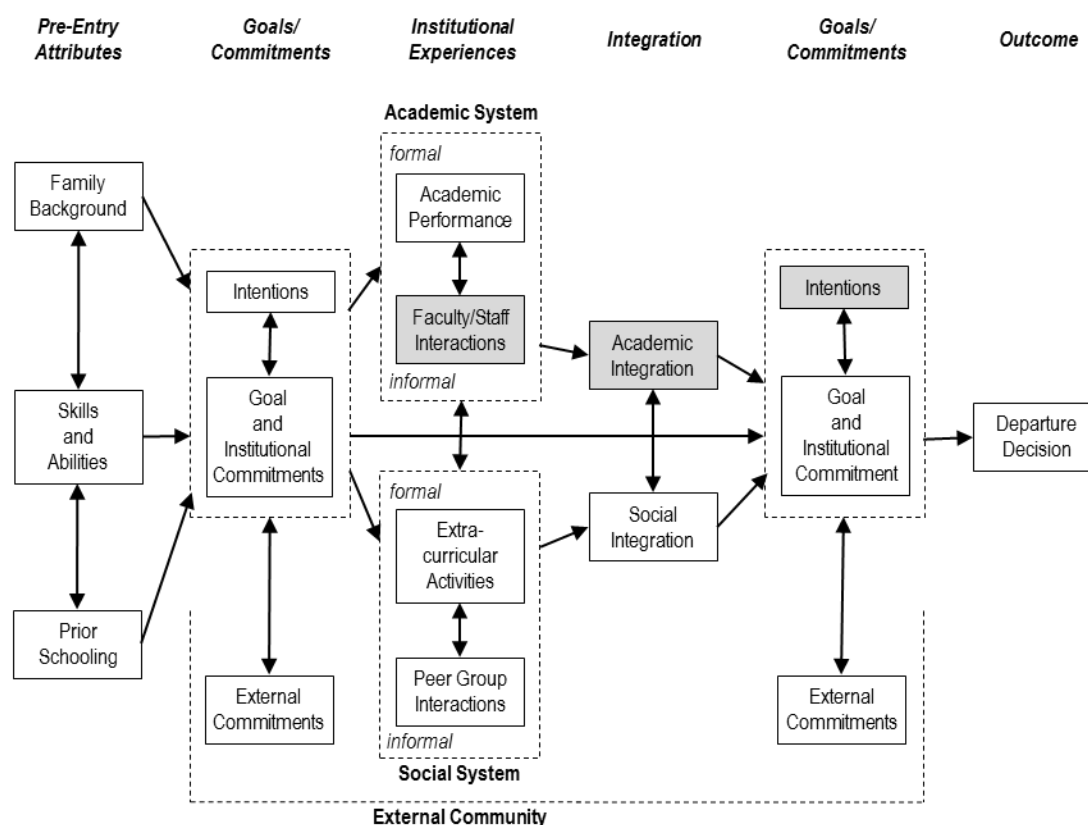 Pre-Entry
Attributes
Goals/
Commitments
Institutional
Experiences
Integration
Goals/
Commitments
Outcome
Academic System
formal
Family
Background
Academic
Performance
Intentions
Intentions
Faculty/Staff
Interactions
Academic
Integration
informal
Skills
and
Abilities
Goal
and
Institutional
Commitments
Goal
and
Institutional
Commitment
Departure
Decision
formal
Extra-
curricular
Activities
Social
Integration
Prior
Schooling
Peer Group
Interactions
External
Commitments
External
Commitments
informal
Social System
External Community